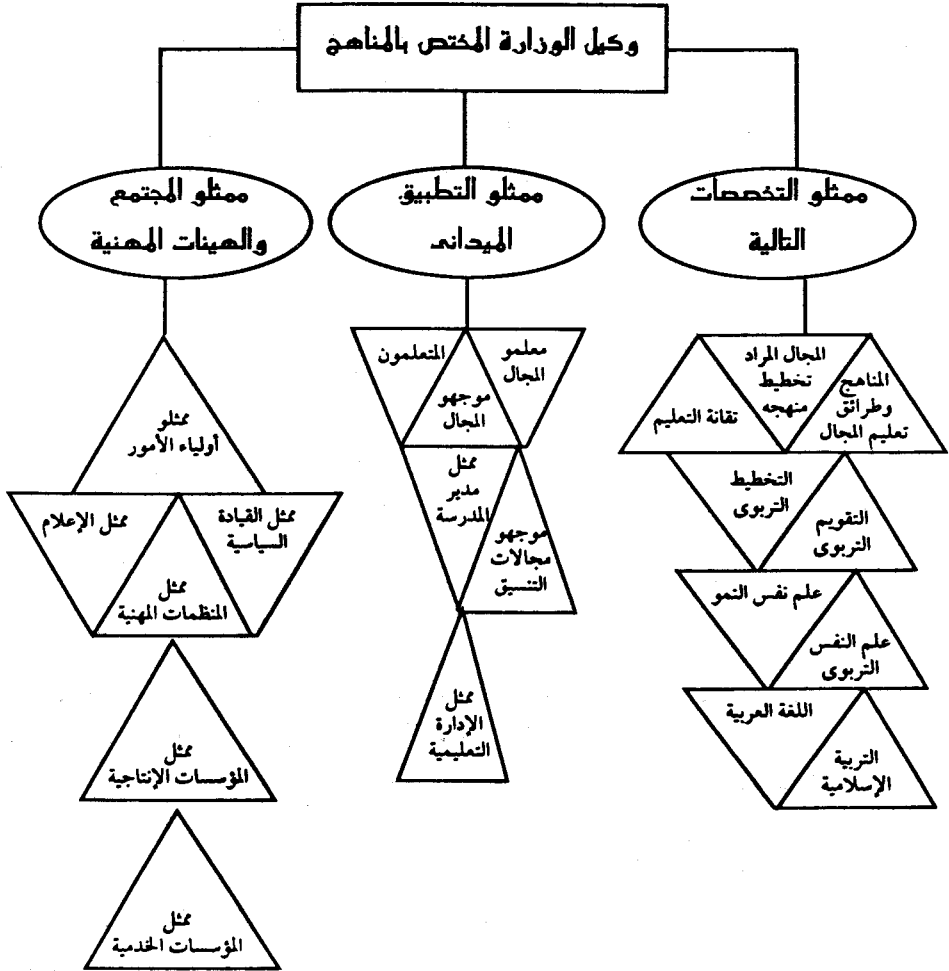 وكيل الوزارة المختص بالمناهج
ممثلو التخصصات
التالية
ممثلو التطبيق
الميدانى
ممثلو المجتمع
والهيئات المهنية
المناهج
وطرائق
تعليم المجال
المجال المراد
تخطيط
منهجه
تقانة التعليم
التخطيط
التربوى
التقويم
التربوى
علم نفس النمو
علم النفس
التربوى
اللغة العربية
التربية
الإسلامية
معلمو
المجال
موجهو
المجال
المتعلمون
ممثل
مدير
المدرسة
موجهو
مجالات
التنسيق
ممثل
الإدارة
التعليمية
ممثلو
أولياء الأمور
ممثل القيادة
السياسية
ممثل
المنظمات المهنية
ممثل الإعلام
ممثل
المؤسسات الإنتاجية
ممثل
المؤسسات الخدمية